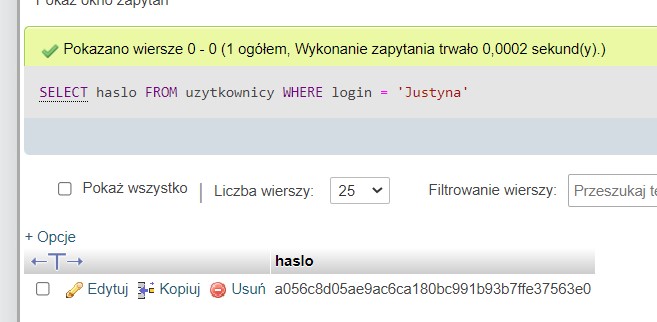 Pokaż okno zapytań
Pokazano wiersze 0 - 0 (1 ogółem, Wykonanie zapytania trwało 0,0002 sekund(y).)
SELECT haslo FROM uzytkownicy WHERE login = 'Justyna'
Pokaż wszystko | Liczba wierszy: 25 Filtrowanie wierszy: Przeszukaj te
+ Opcje
←T→ haslo
Edytuj Kopiuj Usuń a056c8d05ae9ac6ca180bc991b93b7ffe37563e0